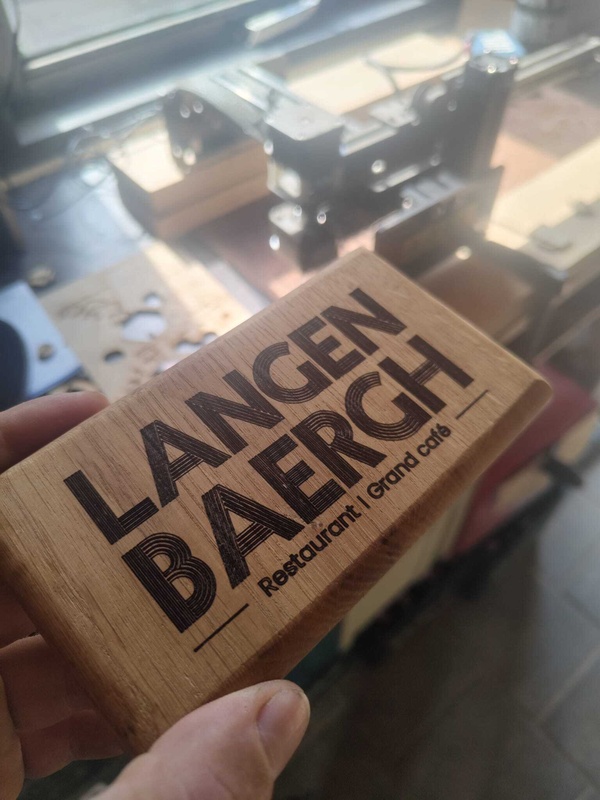 LANGEN
BAERGH
Restaurant | Grand café